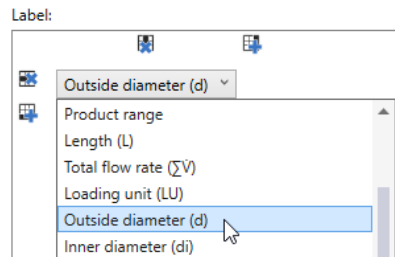 Label:
Outside diameter (d)
Product range
Length (L)
Total flow rate (∑V̇)
Loading unit (LU)
Outside diameter (d)
Inner diameter (di)